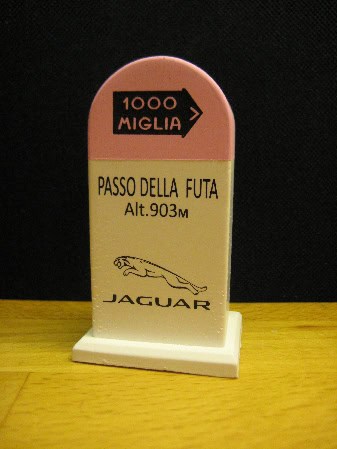 1000
MIGLIA
PASSO DELLA FUTA
Alt.903M
JAGUAR